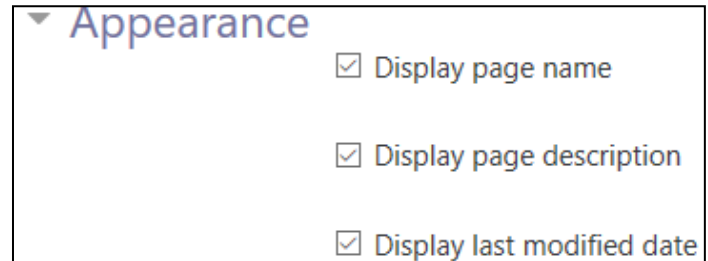 Appearance
Display page name
Display page description
Display last modified date